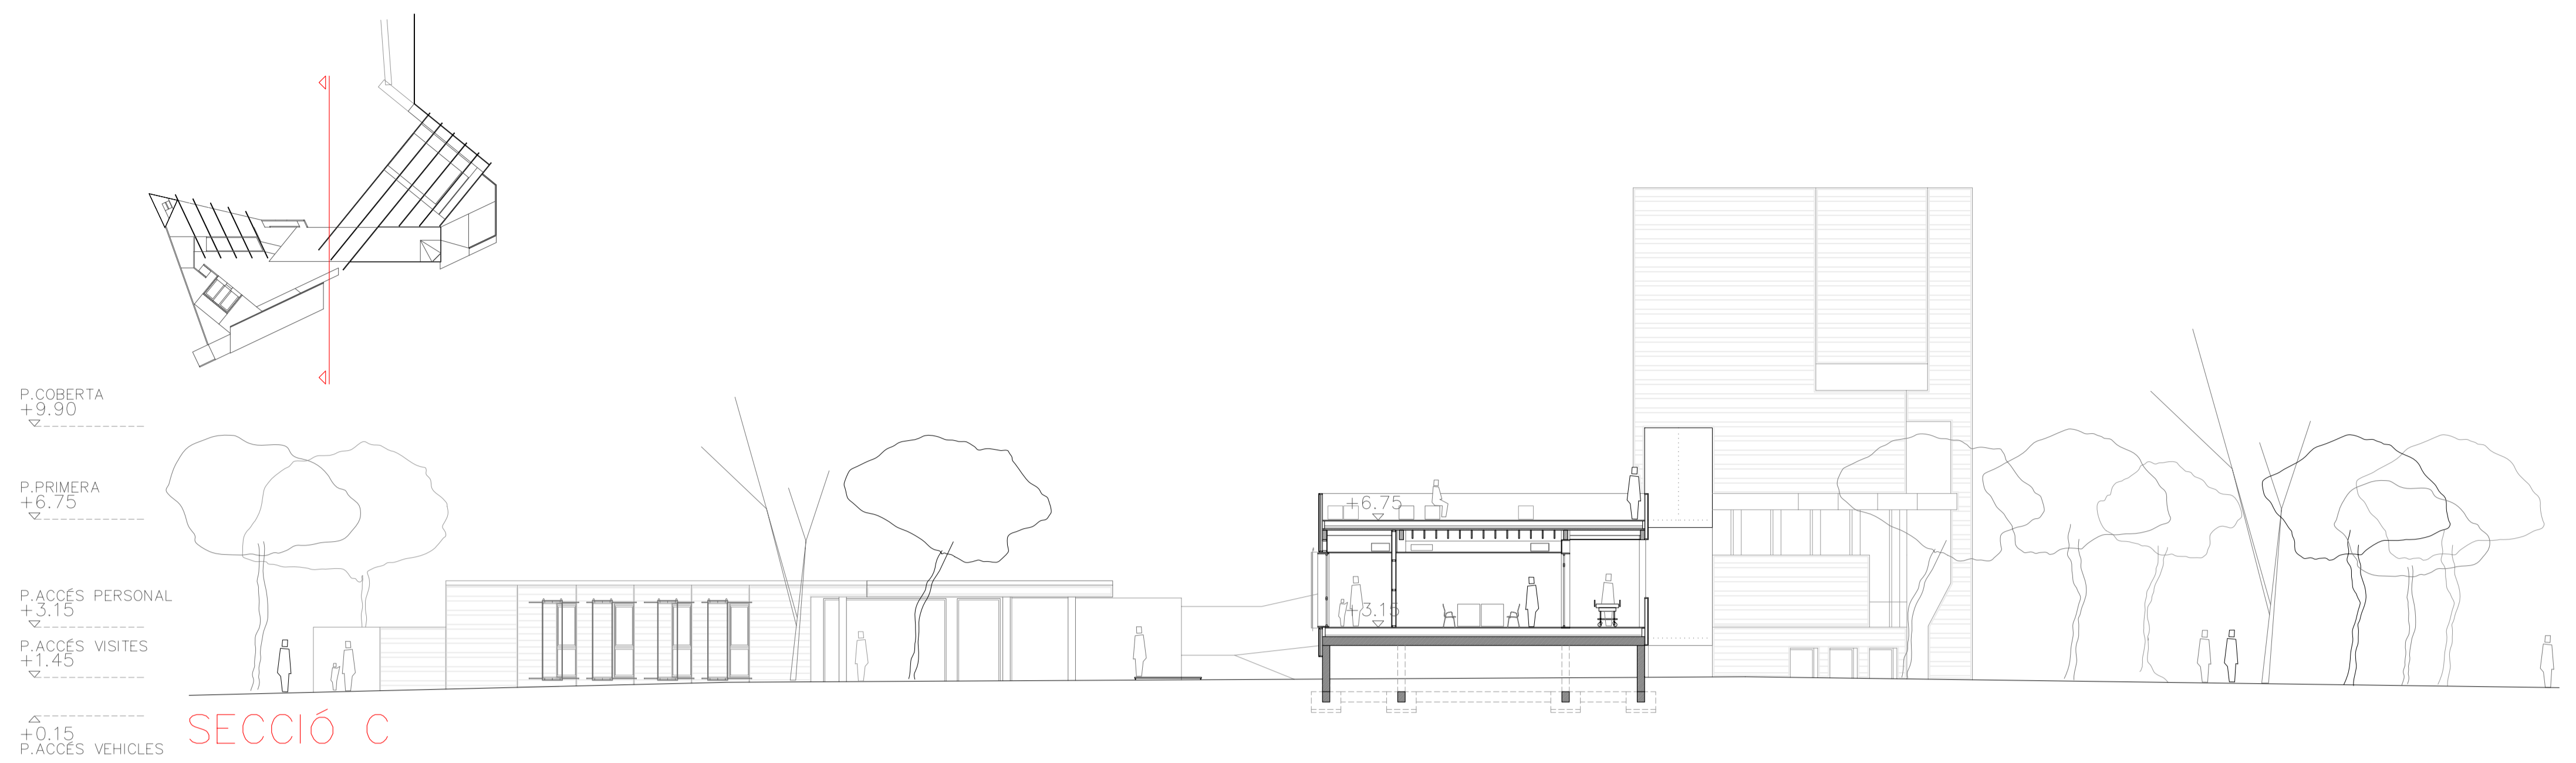 P.COBERTA
+9.90
P.PRIMERA
+6.75
P.ACCÉS PERSONAL
+3.15
P.ACCÉS VISITES
+1.45
+0.15
P.ACCÉS VEHICLES
SECCIÓ C
+6.75
+3.15